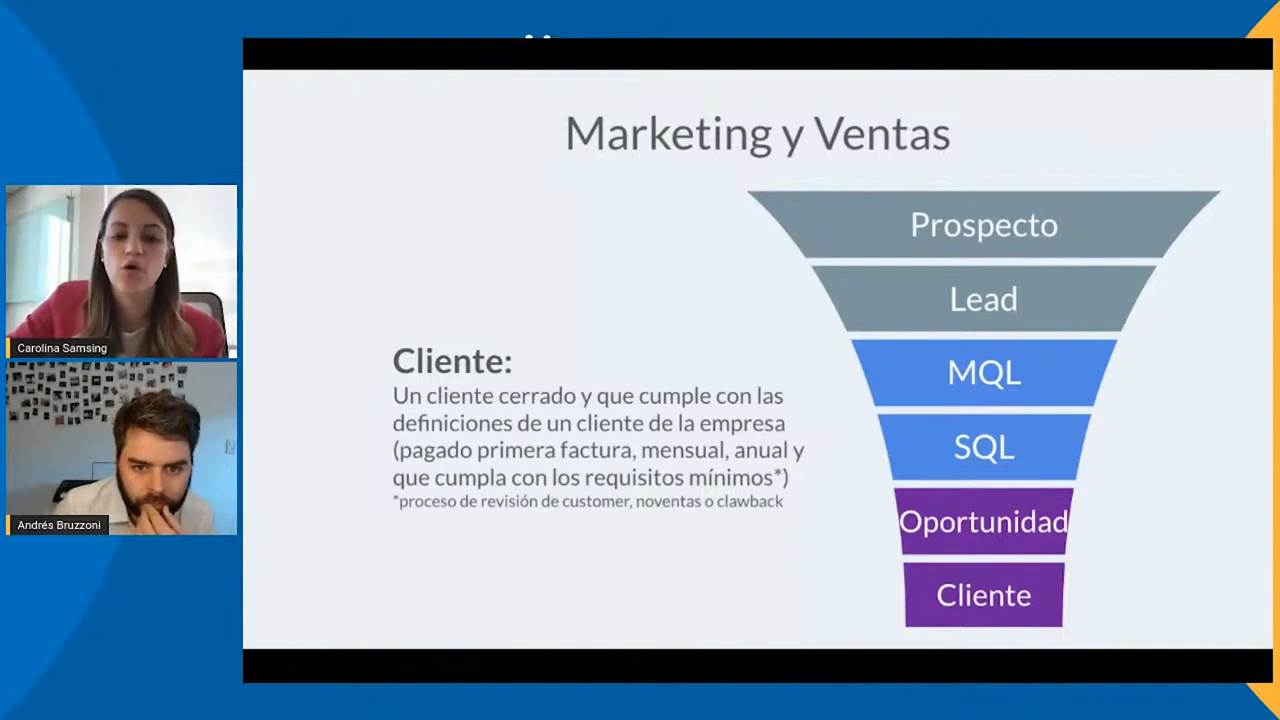 Marketing y Ventas
Prospecto
Lead
MQL
SQL
Oportunidad
Cliente
Cliente:
Un cliente cerrado y que cumple con las
definiciones de un cliente de la empresa
(pagado primera factura, mensual, anual y
que cumpla con los requisitos mínimos*)
*proceso de revisión de customer, noventas o clawback
Carolina Samsing
Andrés Bruzzoni